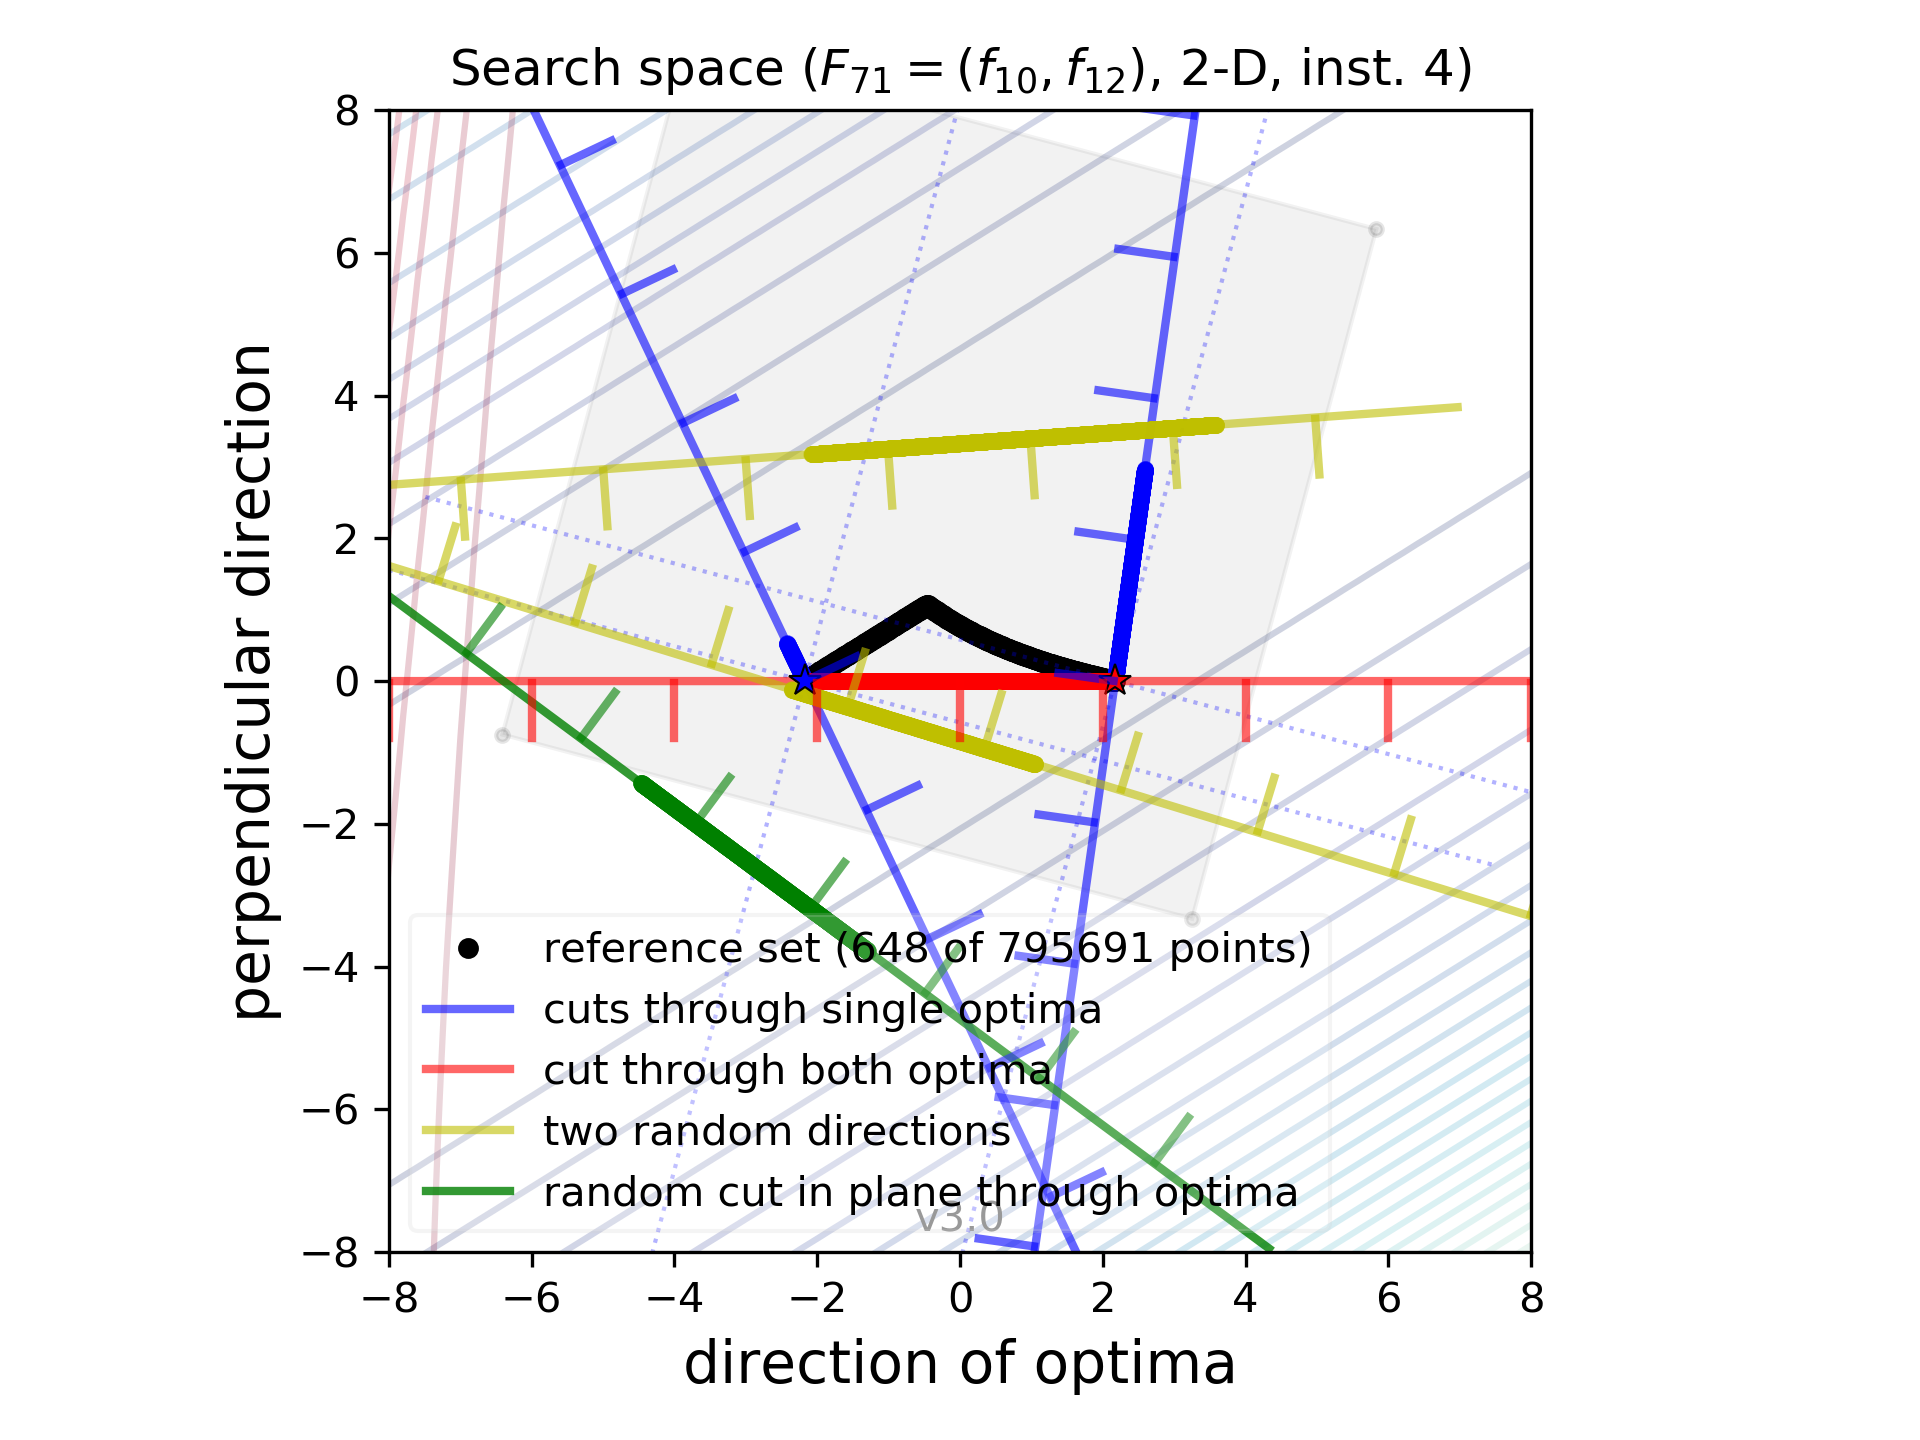 Search space (F71 = (f10, f12), 2-D, inst. 4)
8
6
4
2
0
−2
−4
−6
−8
perpendicular direction
reference set (648 of 795691 points)
cuts through single optima
cut through both optima
two random directions
random cut in plane through optima
v3.0
−8 −6 −4 −2 0 2 4 6 8
direction of optima